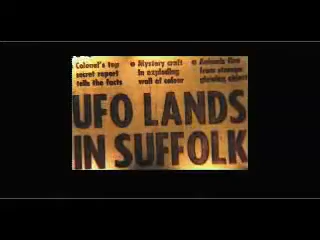 Colonel's top
secret report
tells the facts
• Mystery craft
in exploding
wall of colour
• Animals flee
from strange
glowing object
UFO LANDS
IN SUFFOLK